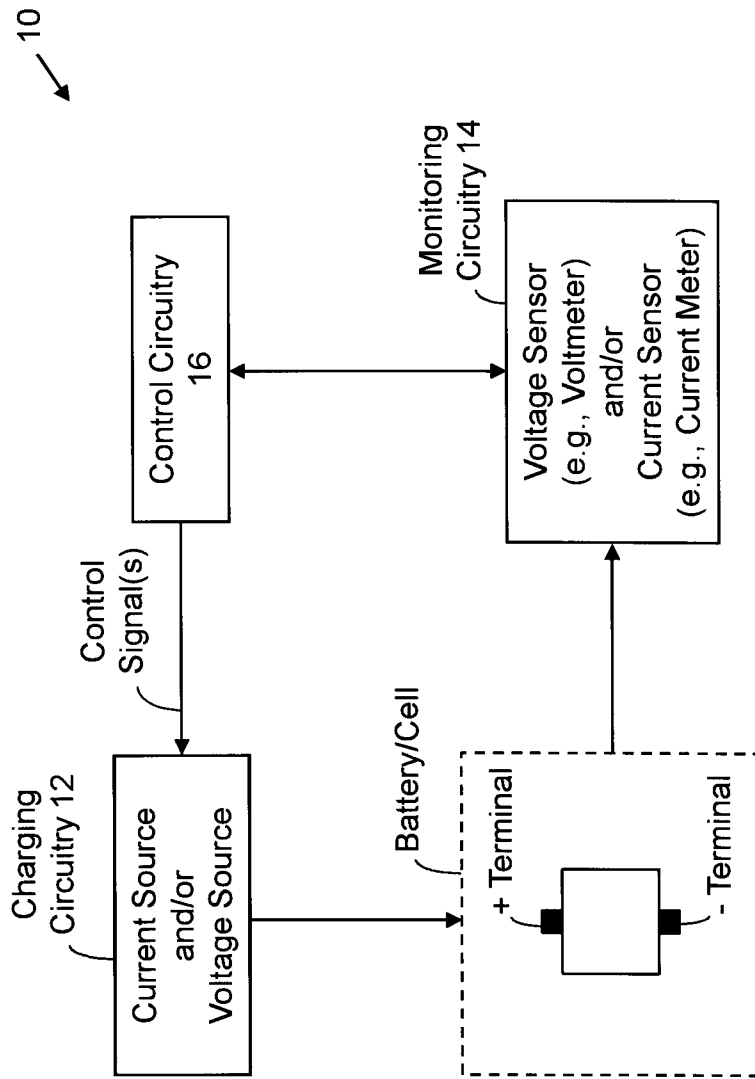 10
Charging
Circuitry 12
Current Source
and/or
Voltage Source
Control
Signal(s)
Control Circuitry
16
Battery/Cell
+ Terminal
- Terminal
Monitoring
Circuitry 14
Voltage Sensor
(e.g., Voltmeter)
and/or
Current Sensor
(e.g., Current Meter)